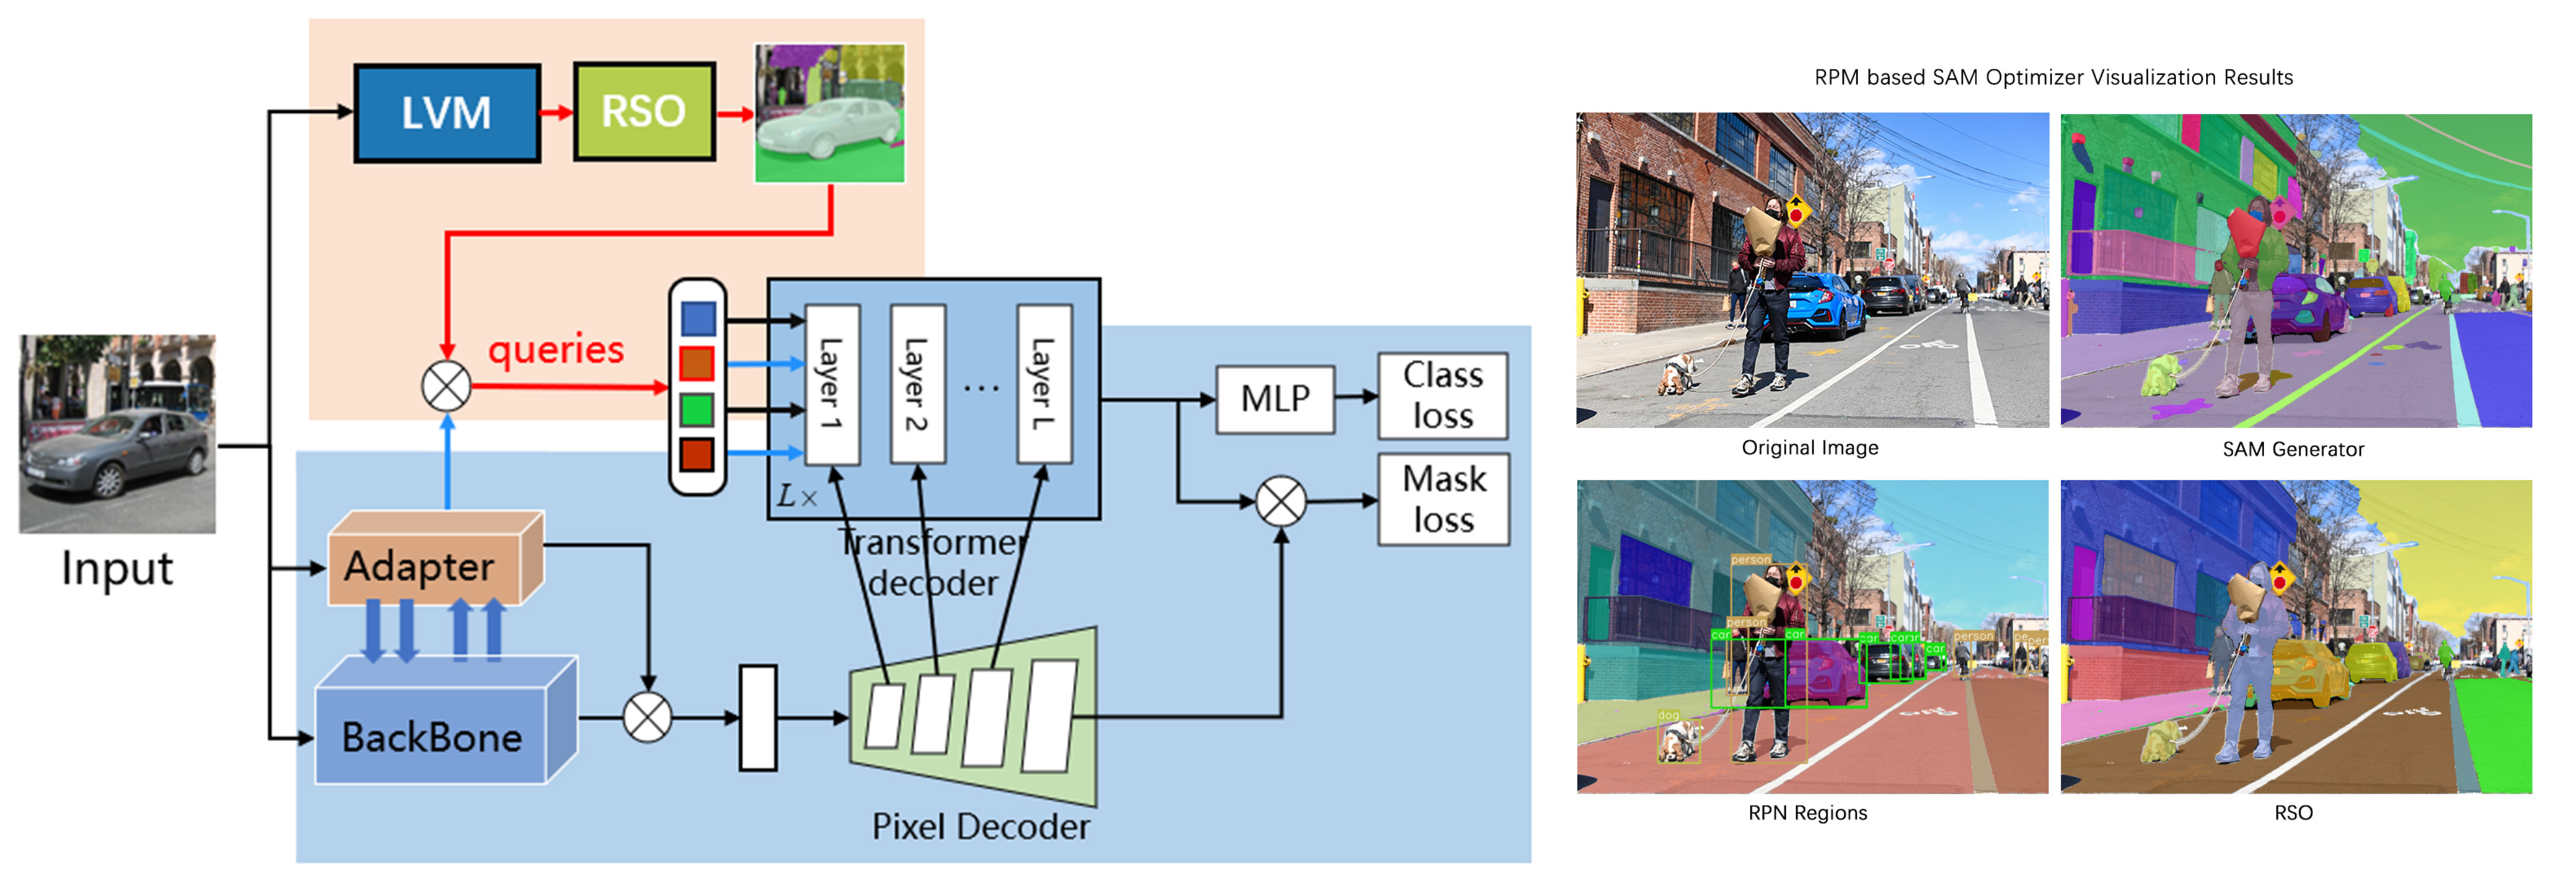 LVM
RSO
queries
Input
Adapter
BackBone
Layer 1
Layer 2
...
Layer L
L×
Transformer
decoder
Pixel Decoder
MLP
Class
loss
Mask
loss
RPM based SAM Optimizer Visualization Results
Original Image
SAM Generator
person
person
car
car
car
car
car
person
dog
RPN Regions
RSO